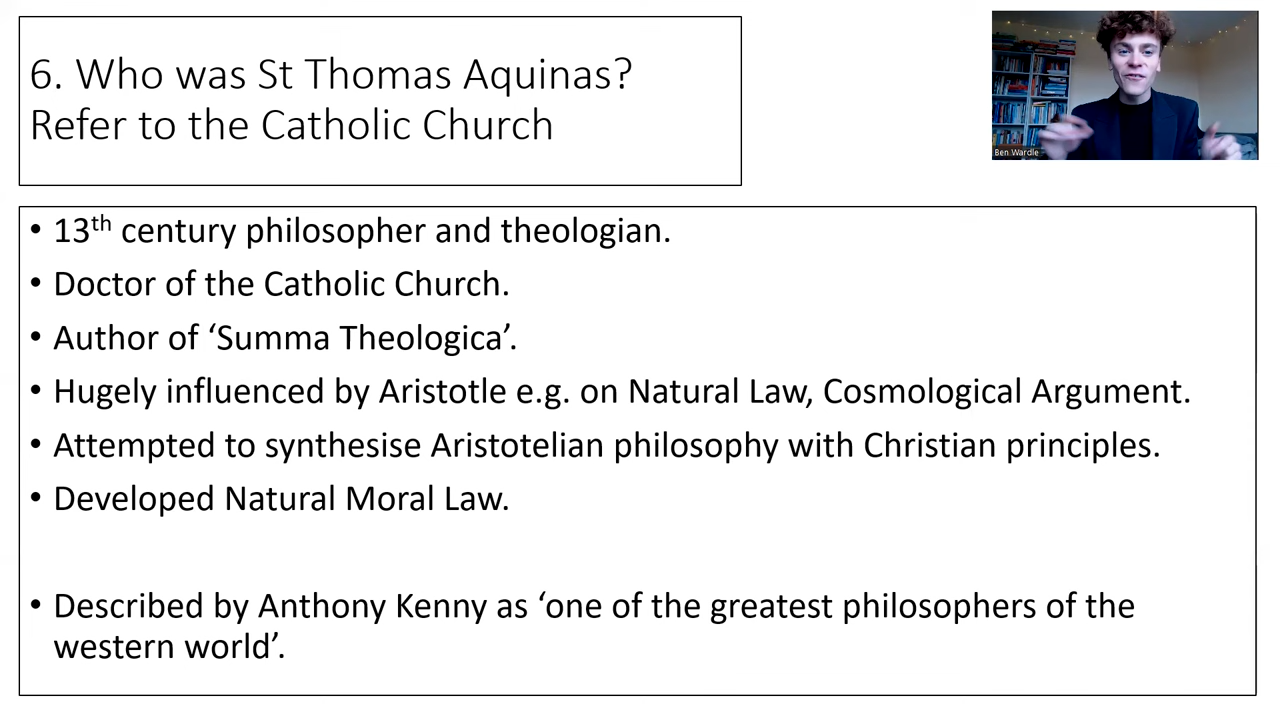 6. Who was St Thomas Aquinas?
Refer to the Catholic Church
Ben Wardle
• 13th century philosopher and theologian.
• Doctor of the Catholic Church.
• Author of ‘Summa Theologica’.
• Hugely influenced by Aristotle e.g. on Natural Law, Cosmological Argument.
• Attempted to synthesise Aristotelian philosophy with Christian principles.
• Developed Natural Moral Law.
• Described by Anthony Kenny as ‘one of the greatest philosophers of the
western world’.